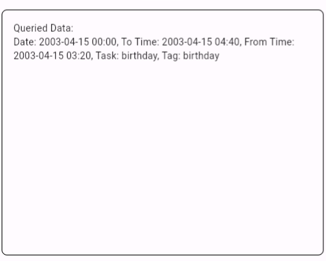 Queried Data:
Date: 2003-04-15 00:00, To Time: 2003-04-15 04:40, From Time:
2003-04-15 03:20, Task: birthday, Tag: birthday